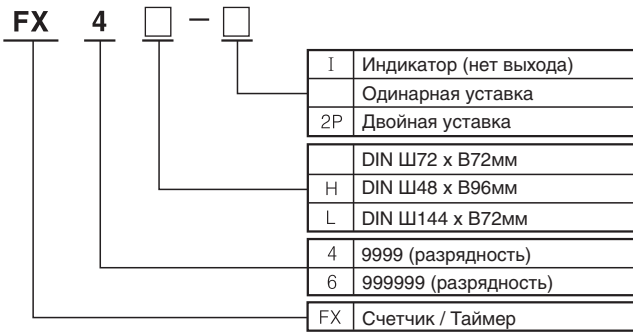 FX 4 □ - □
I Индикатор (нет выхода)
Одинарная уставка
2P Двойная уставка
DIN Ш72 x В72мм
H DIN Ш48 x В96мм
L DIN Ш144 x В72мм
4 9999 (разрядность)
6 999999 (разрядность)
FX Счетчик / Таймер